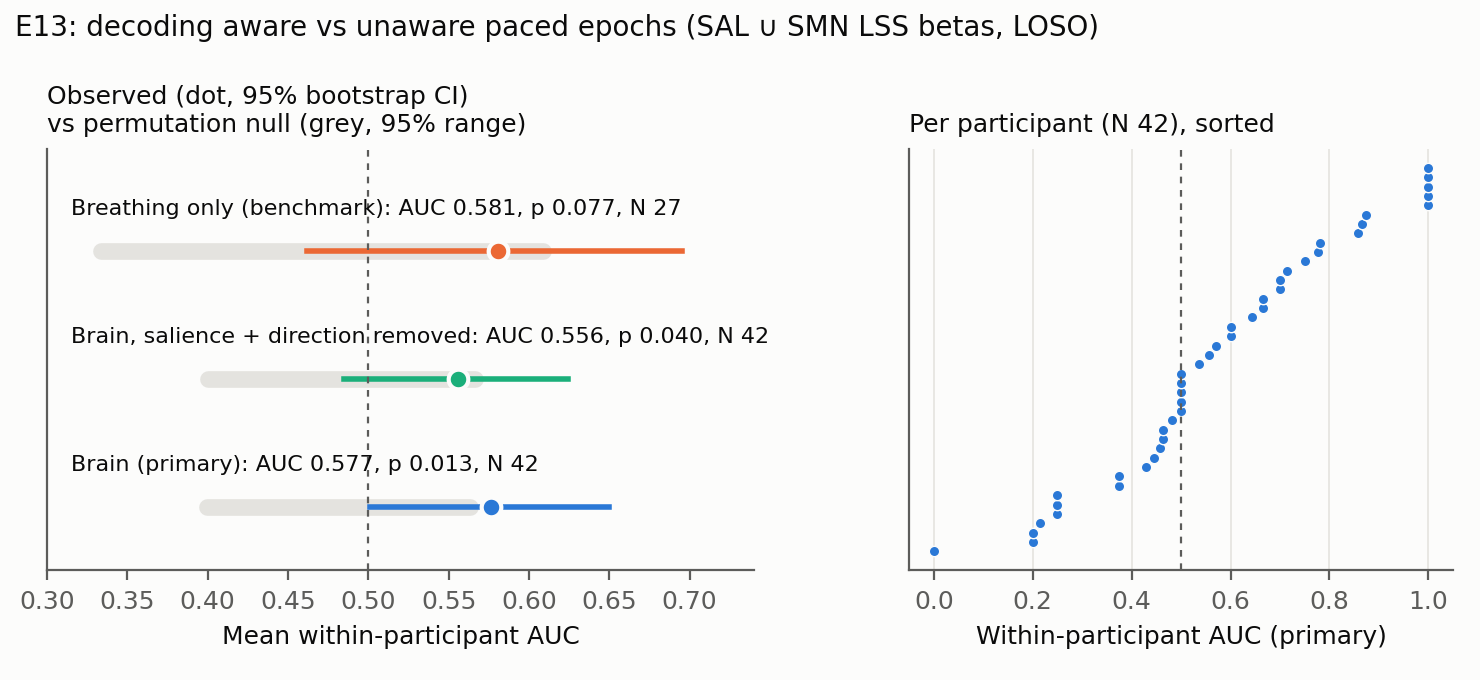 E13: decoding aware vs unaware paced epochs (SAL ∪ SMN LSS betas, LOSO)
Observed (dot, 95% bootstrap CI)
vs permutation null (grey, 95% range)
Breathing only (benchmark): AUC 0.581, p 0.077, N 27
Brain, salience + direction removed: AUC 0.556, p 0.040, N 42
Brain (primary): AUC 0.577, p 0.013, N 42
0.30 0.35 0.40 0.45 0.50 0.55 0.60 0.65 0.70
Mean within-participant AUC
Per participant (N 42), sorted
0.0 0.2 0.4 0.6 0.8 1.0
Within-participant AUC (primary)